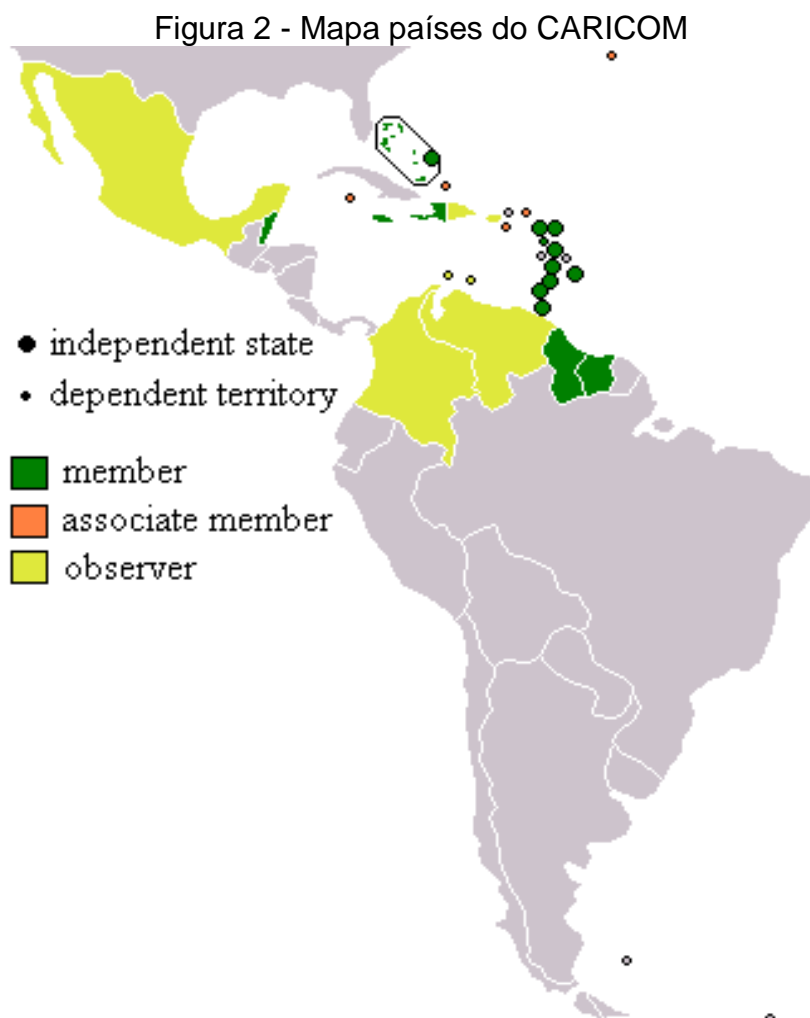 Figura 2 - Mapa países do CARICOM
independent state
dependent territory
member
associate member
observer